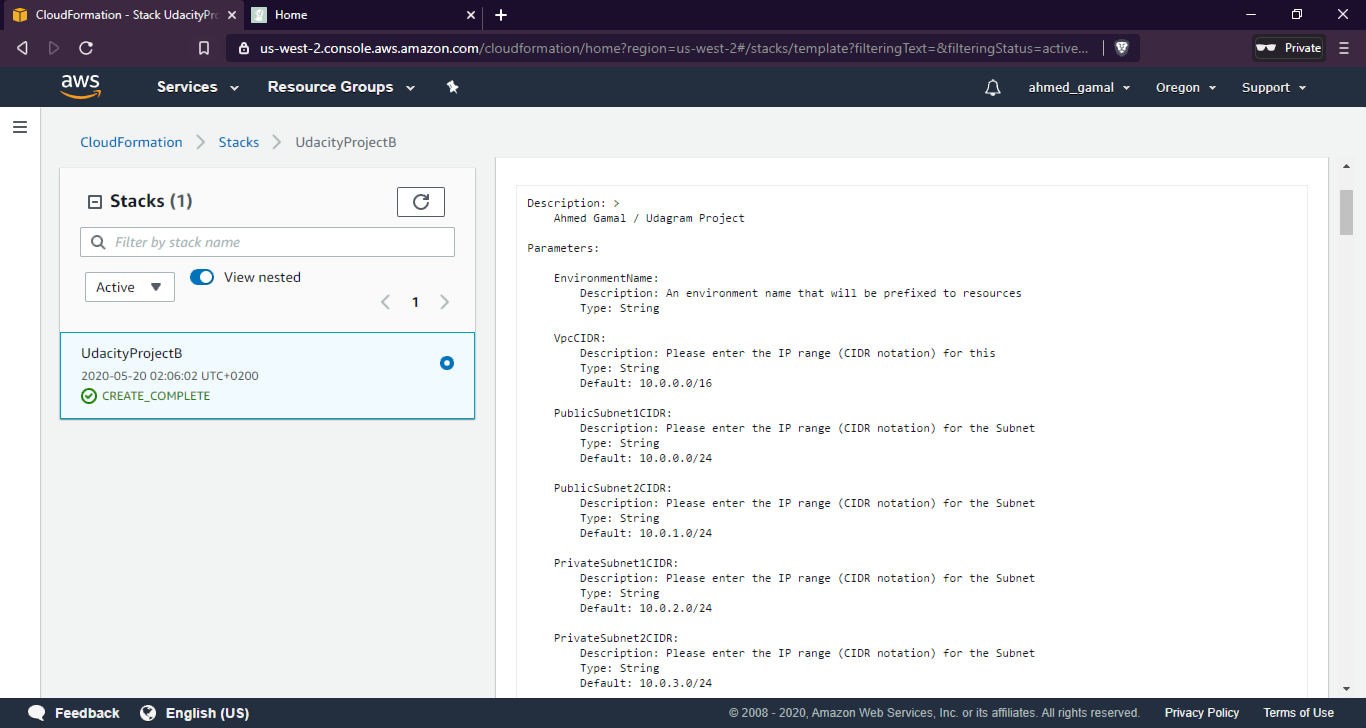 CloudFormation - Stack UdacityPro
Home
us-west-2.console.aws.amazon.com/cloudformation/home?region=us-west-2#/stacks/template?filteringText=&filteringStatus=active...
Private
aws
Services
Resource Groups
ahmed_gamal
Oregon
Support
CloudFormation
Stacks
UdacityProjectB
Stacks (1)
Filter by stack name
Active
View nested
1
UdacityProjectB
2020-05-20 02:06:02 UTC+0200
CREATE_COMPLETE
Description: >
Ahmed Gamal / Udagram Project
Parameters:
EnvironmentName:
Description: An environment name that will be prefixed to resources
Type: String
VpcCIDR:
Description: Please enter the IP range (CIDR notation) for this
Type: String
Default: 10.0.0.0/16
PublicSubnet1CIDR:
Description: Please enter the IP range (CIDR notation) for the Subnet
Type: String
Default: 10.0.0.0/24
PublicSubnet2CIDR:
Description: Please enter the IP range (CIDR notation) for the Subnet
Type: String
Default: 10.0.1.0/24
PrivateSubnet1CIDR:
Description: Please enter the IP range (CIDR notation) for the Subnet
Type: String
Default: 10.0.2.0/24
PrivateSubnet2CIDR:
Description: Please enter the IP range (CIDR notation) for the Subnet
Type: String
Default: 10.0.3.0/24
Feedback
English (US)
© 2008 - 2020, Amazon Web Services, Inc. or its affiliates. All rights reserved.
Privacy Policy
Terms of Use